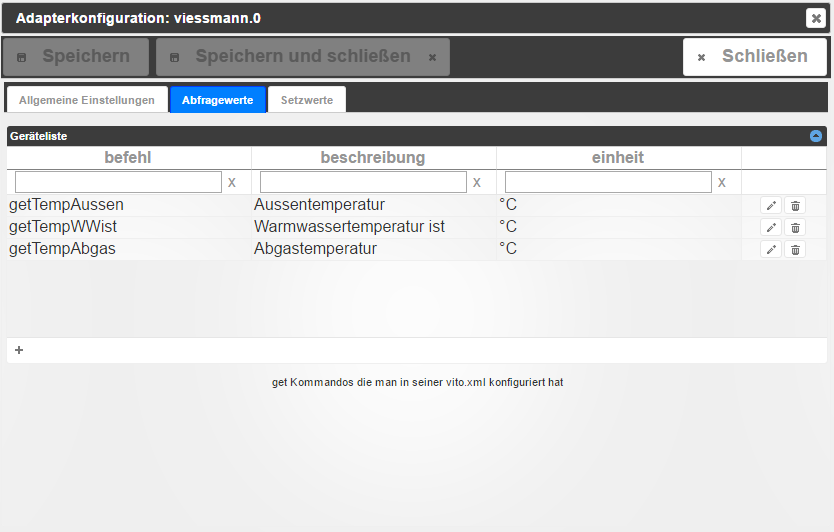 Adapterkonfiguration: viessmann.0
Speichern Speichern und schließen Schließen
Allgemeine Einstellungen Abfragewerte Setzwerte
Geräteliste
befehl beschreibung einheit
X X X
getTempAussen Aussentemperatur °C
getTempWWist Warmwassertemperatur ist °C
getTempAbgas Abgastemperatur °C
get Kommandos die man in seiner vito.xml konfiguriert hat